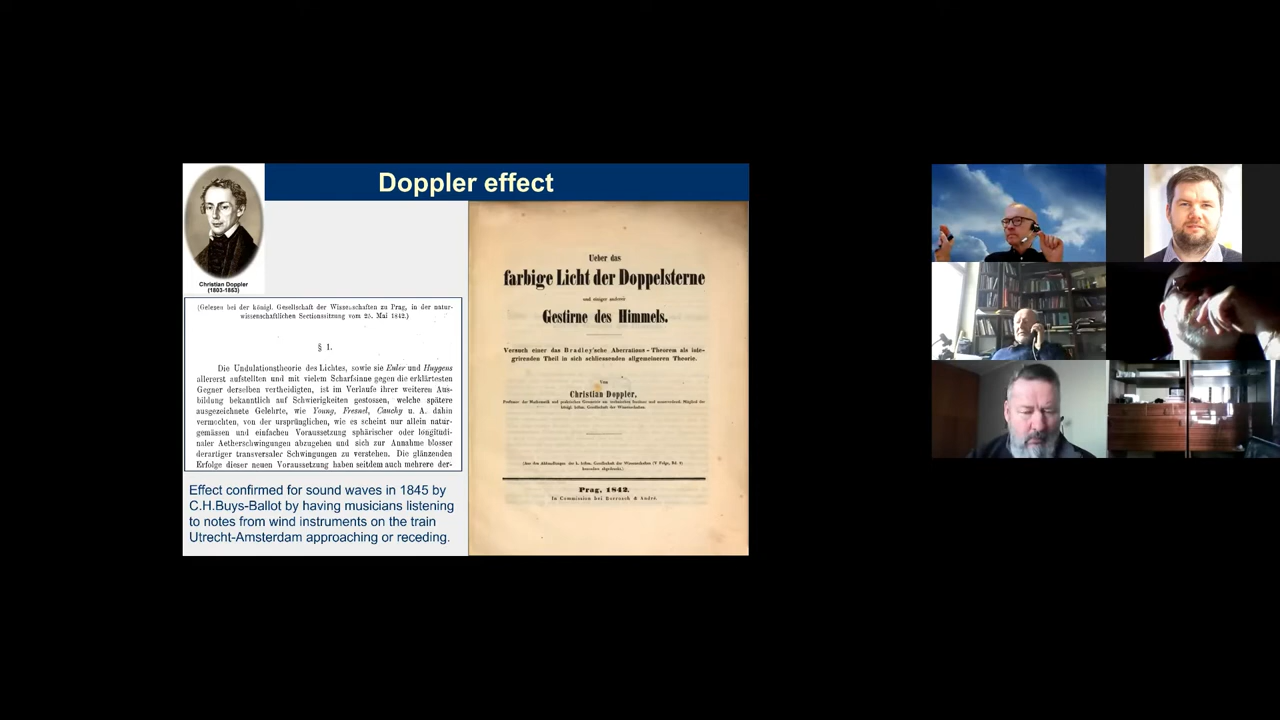 Doppler effect
Christian Doppler
(1803-1853)
(Gelesen bei der königl. Gesellschaft der Wissenschaften zu Prag, in der natur-
wissenschaftlichen Sectionssitzung vom 25. Mai 1842.)
§ 1.
Die Undulationstheorie des Lichtes, sowie sie Euler und Huygens
allererst aufstellten und mit vielem Scharfsinne gegen die erklärtesten
Gegner derselben vertheidigten, ist im Verlaufe ihrer weiteren Aus-
bildung bekanntlich auf Schwierigkeiten gestossen, welche spätere
ausgezeichnete Gelehrte, wie Young, Fresnel, Cauchy u. A. dahin
vermochten, von der ursprünglichen, wie es scheint nur allein natur-
gemässen und einfachen Voraussetzung sphärischer oder longitudi-
naler Aetherschwingungen abzugehen und sich zur Annahme blosser
derartiger transversaler Schwingungen zu verstehen. Die glänzenden
Erfolge dieser neuen Voraussetzung haben seitdem auch mehrere der-
Effect confirmed for sound waves in 1845 by
C.H.Buys-Ballot by having musicians listening
to notes from wind instruments on the train
Utrecht-Amsterdam approaching or receding.
Ueber das
farbige Licht der Doppelsterne
und einiger anderer
Gestirne des Himmels.
Versuch einer das Bradley'sche Aberrations-Theorem als inte-
grirenden Theil in sich schliessenden allgemeineren Theorie.
Von
Christian Doppler,
Prag, 1842.
In Commission bei Borrosch & André.